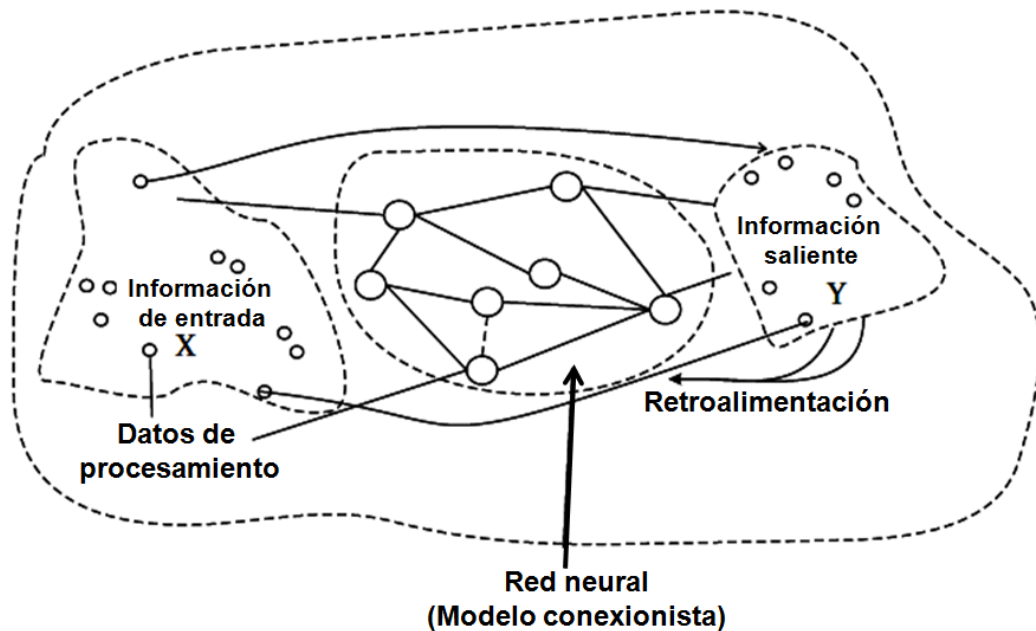 Información
saliente
Y
Información
de entrada
X
Retroalimentación
Datos de
procesamiento
Red neural
(Modelo conexionista)